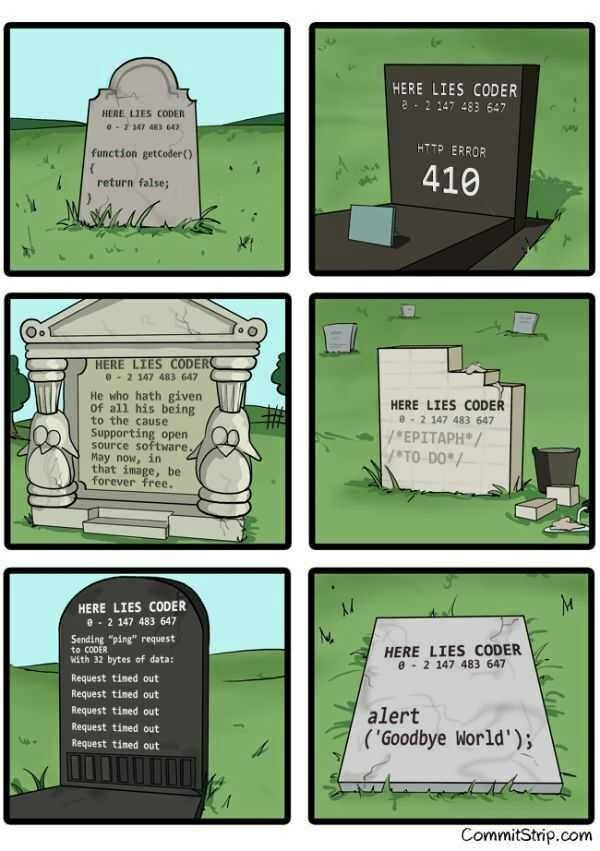 HERE LIES CODER
0 - 2 147 483 647
function getCoder()
{
return false;
}
HERE LIES CODER
0 - 2 147 483 647
HTTP ERROR
410
HERE LIES CODER
0 - 2 147 483 647
He who hath given
Of all his being
to the cause
Supporting open
source software.
May now, in
that image, be
forever free.
HERE LIES CODER
0 - 2 147 483 647
/*EPITAPH*/
/*TO DO*/
HERE LIES CODER
0 - 2 147 483 647
Sending "ping" request
to CODER
With 32 bytes of data:
Request timed out
Request timed out
Request timed out
Request timed out
Request timed out
HERE LIES CODER
0 - 2 147 483 647
alert
('Goodbye World');
CommitStrip.com